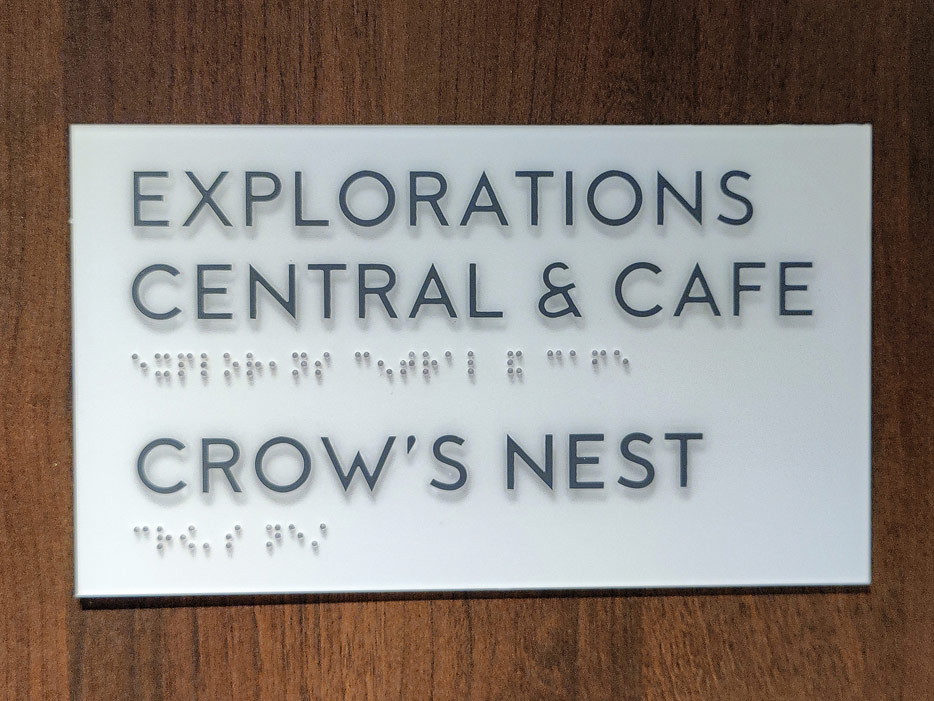 EXPLORATIONS
CENTRAL & CAFE
CROW'S NEST